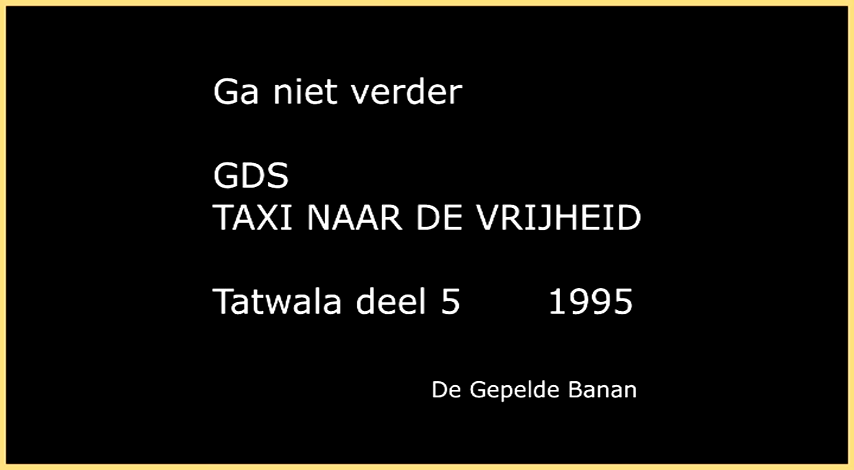 Ga niet verder
GDS
TAXI NAAR DE VRIJHEID
Tatwala deel 5 1995
De Gepelde Banan